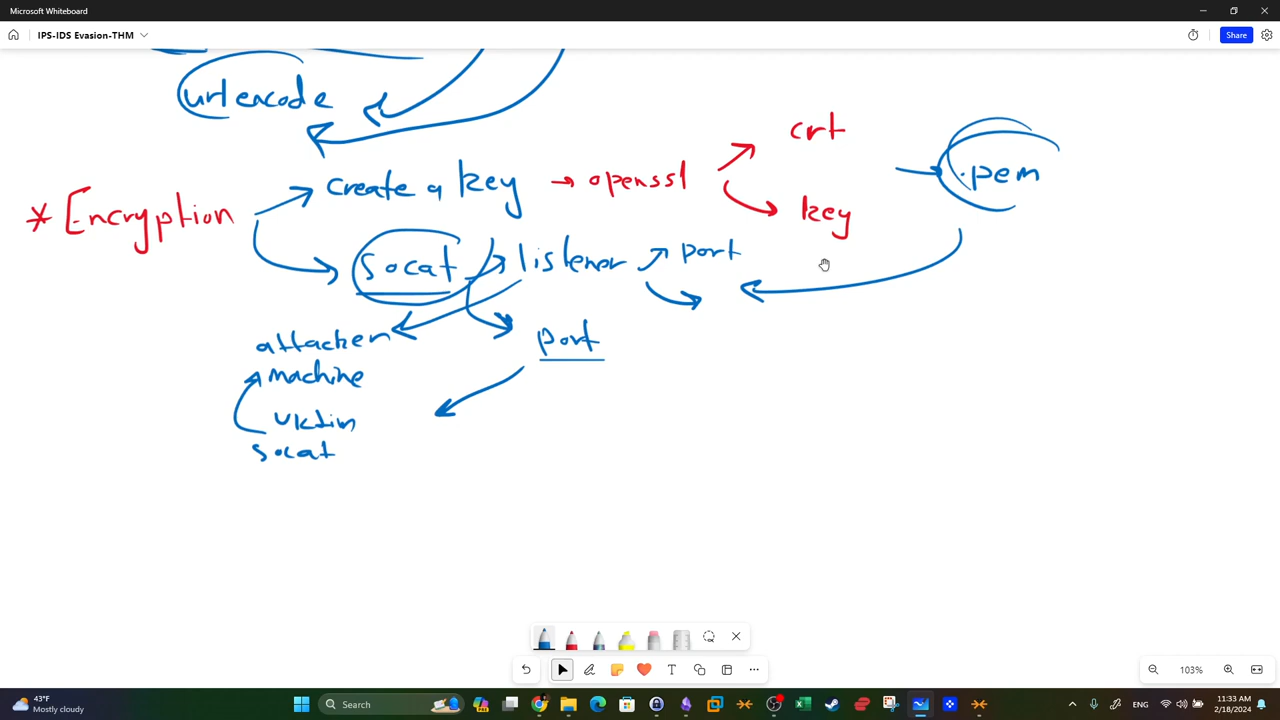 Microsoft Whiteboard
IPS-IDS Evasion-THM
Share
urlencode
crt
create a key → openssl
.pem
* Encryption
key
socat
listener
port
attacker
machine
port
victim
socat
103%
43°F
Mostly cloudy
Search
ENG
11:33 AM
2/18/2024